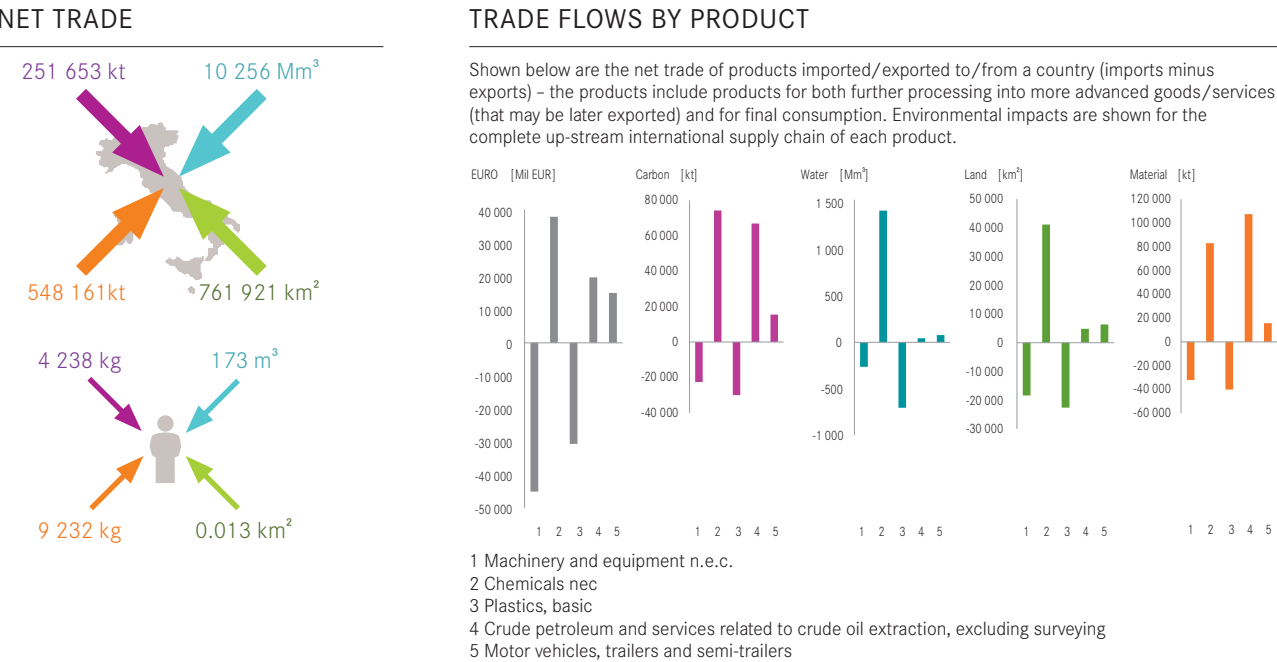 NET TRADE
251 653 kt
10 256 Mm³
548 161kt
761 921 km²
4 238 kg
173 m³
9 232 kg
0.013 km²
TRADE FLOWS BY PRODUCT
Shown below are the net trade of products imported/exported to/from a country (imports minus
exports) – the products include products for both further processing into more advanced goods/services
(that may be later exported) and for final consumption. Environmental impacts are shown for the
complete up-stream international supply chain of each product.
EURO [Mil EUR]
40 000
30 000
20 000
10 000
0
-10 000
-20 000
-30 000
-40 000
-50 000
1 2 3 4 5
Carbon [kt]
80 000
60 000
40 000
20 000
0
-20 000
-40 000
1 2 3 4 5
Water [Mm³]
1 500
1 000
500
0
-500
-1 000
1 2 3 4 5
Land [km²]
50 000
40 000
30 000
20 000
10 000
0
-10 000
-20 000
-30 000
1 2 3 4 5
Material [kt]
120 000
100 000
80 000
60 000
40 000
20 000
0
-20 000
-40 000
-60 000
1 2 3 4 5
1 Machinery and equipment n.e.c.
2 Chemicals nec
3 Plastics, basic
4 Crude petroleum and services related to crude oil extraction, excluding surveying
5 Motor vehicles, trailers and semi-trailers